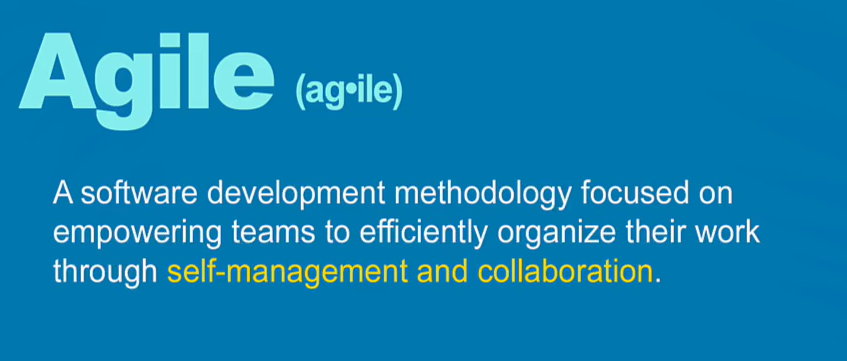 Agile (ag•ile)
A software development methodology focused on
empowering teams to efficiently organize their work
through self-management and collaboration.